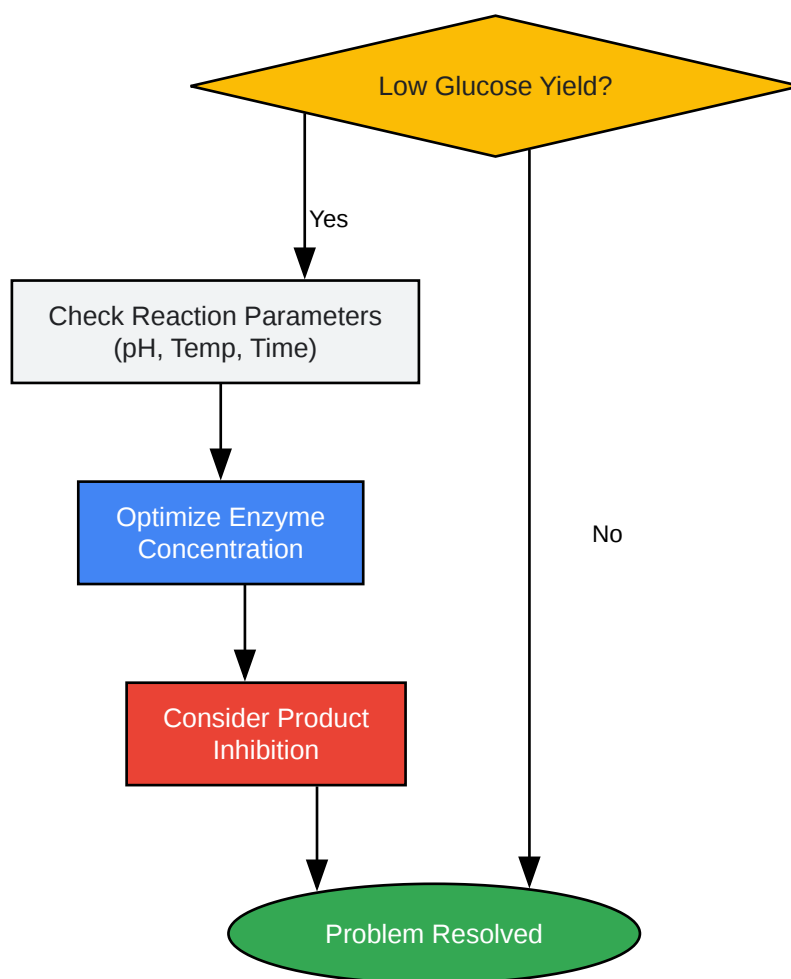 Low Glucose Yield?
Yes
Check Reaction Parameters
(pH, Temp, Time)
Optimize Enzyme
Concentration
No
Consider Product
Inhibition
Problem Resolved